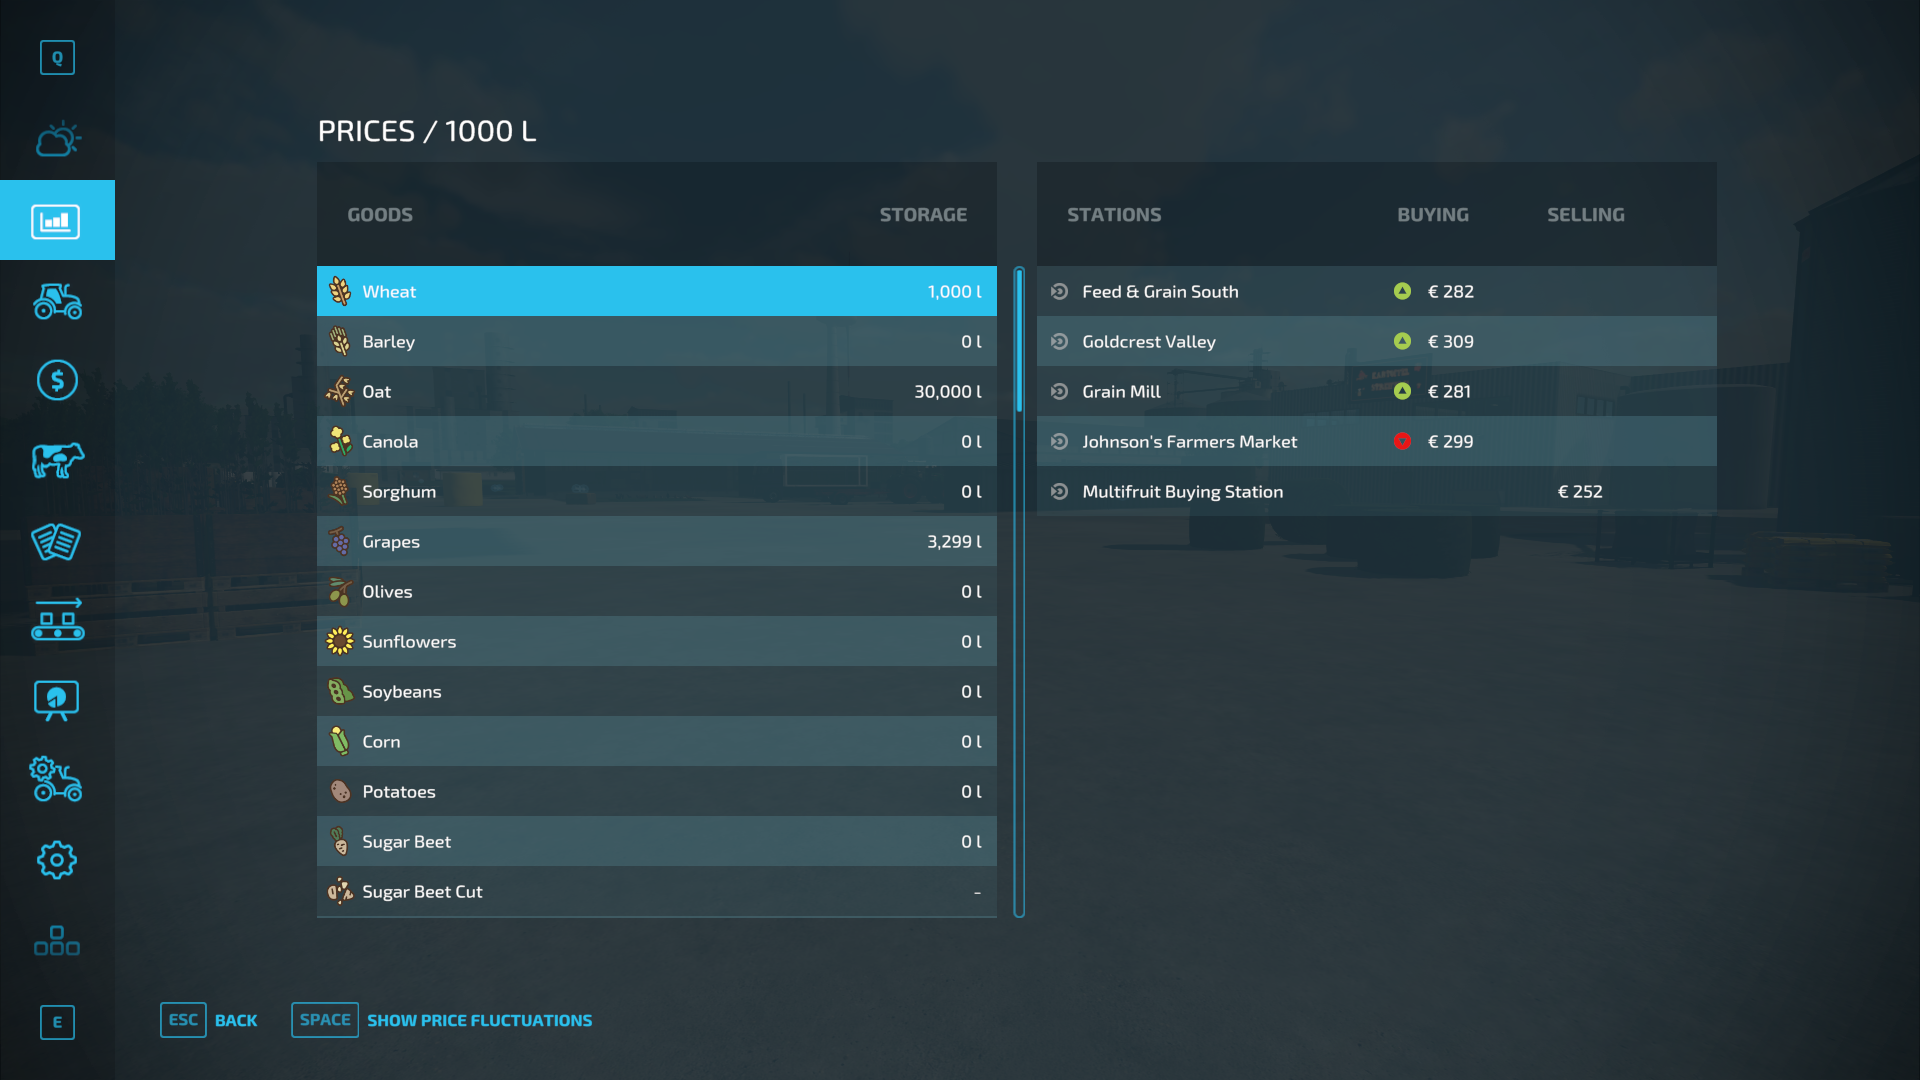 Q
PRICES / 1000 L
GOODS STORAGE
STATIONS BUYING SELLING
Wheat 1,000 l
Barley 0 l
Oat 30,000 l
Canola 0 l
Sorghum 0 l
Grapes 3,299 l
Olives 0 l
Sunflowers 0 l
Soybeans 0 l
Corn 0 l
Potatoes 0 l
Sugar Beet 0 l
Sugar Beet Cut -
Feed & Grain South € 282
Goldcrest Valley € 309
Grain Mill € 281
Johnson's Farmers Market € 299
Multifruit Buying Station € 252
E
ESC BACK SPACE SHOW PRICE FLUCTUATIONS